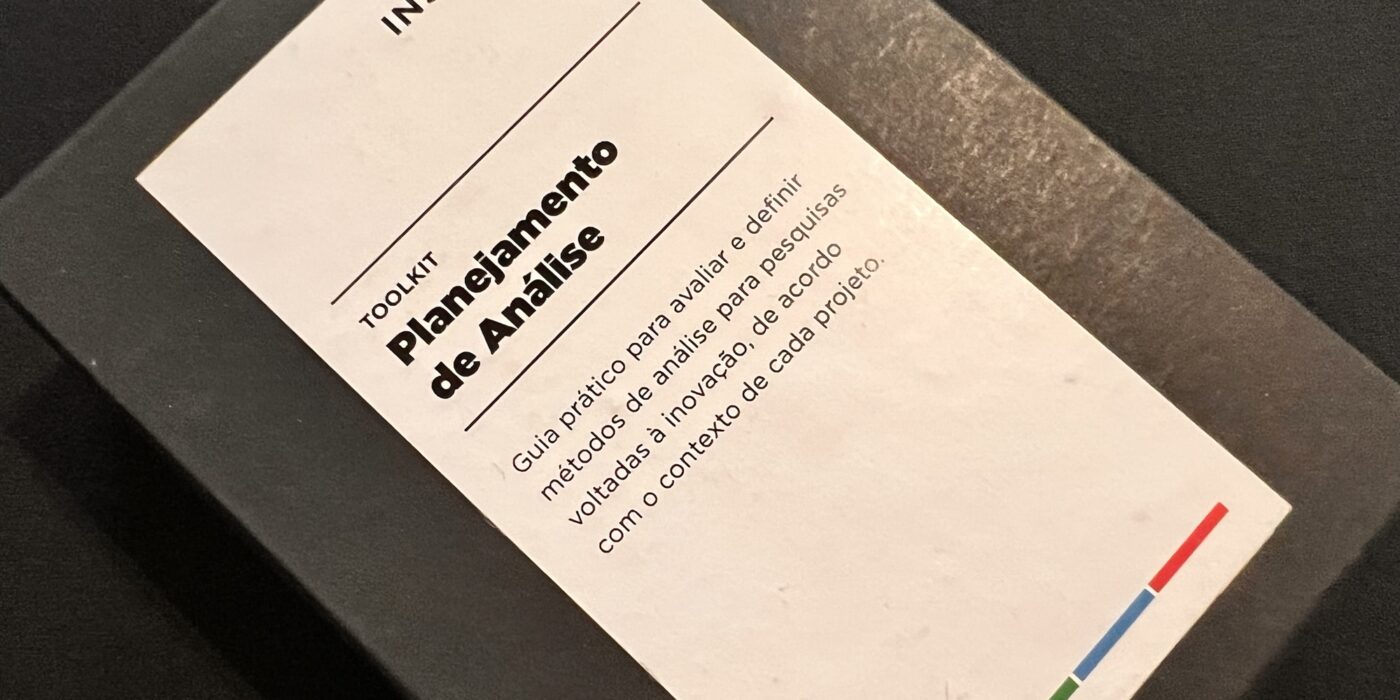 TOOLKIT
Planejamento
de Análise
Guia prático para avaliar e definir
métodos de análise para pesquisas
voltadas à inovação, de acordo
com o contexto de cada projeto.